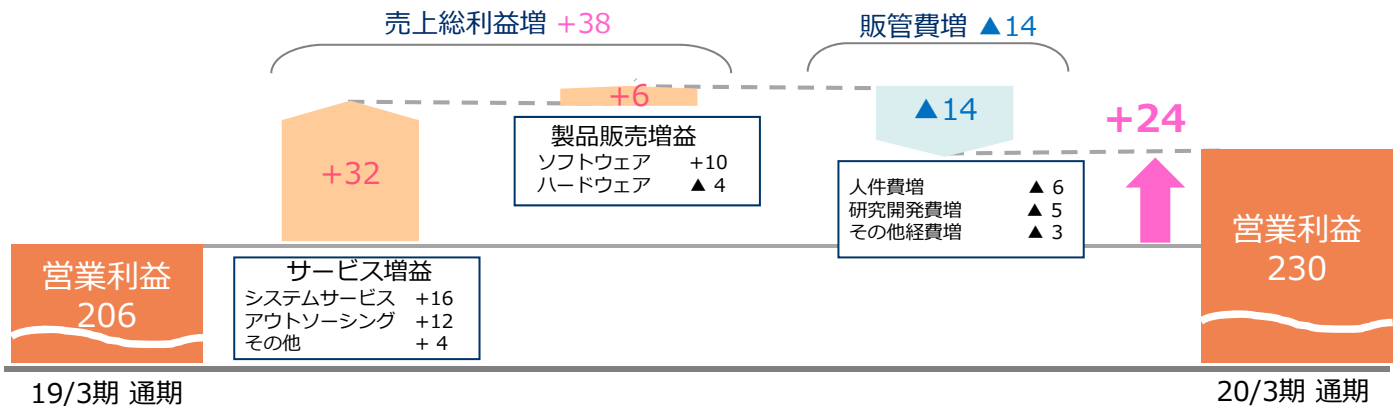 売上総利益増 +38
販管費増 ▲14
+32
+6
▲14
+24
製品販売増益
ソフトウェア +10
ハードウェア ▲ 4
人件費増 ▲ 6
研究開発費増 ▲ 5
その他経費増 ▲ 3
営業利益
206
サービス増益
システムサービス +16
アウトソーシング +12
その他 + 4
営業利益
230
19/3期 通期
20/3期 通期